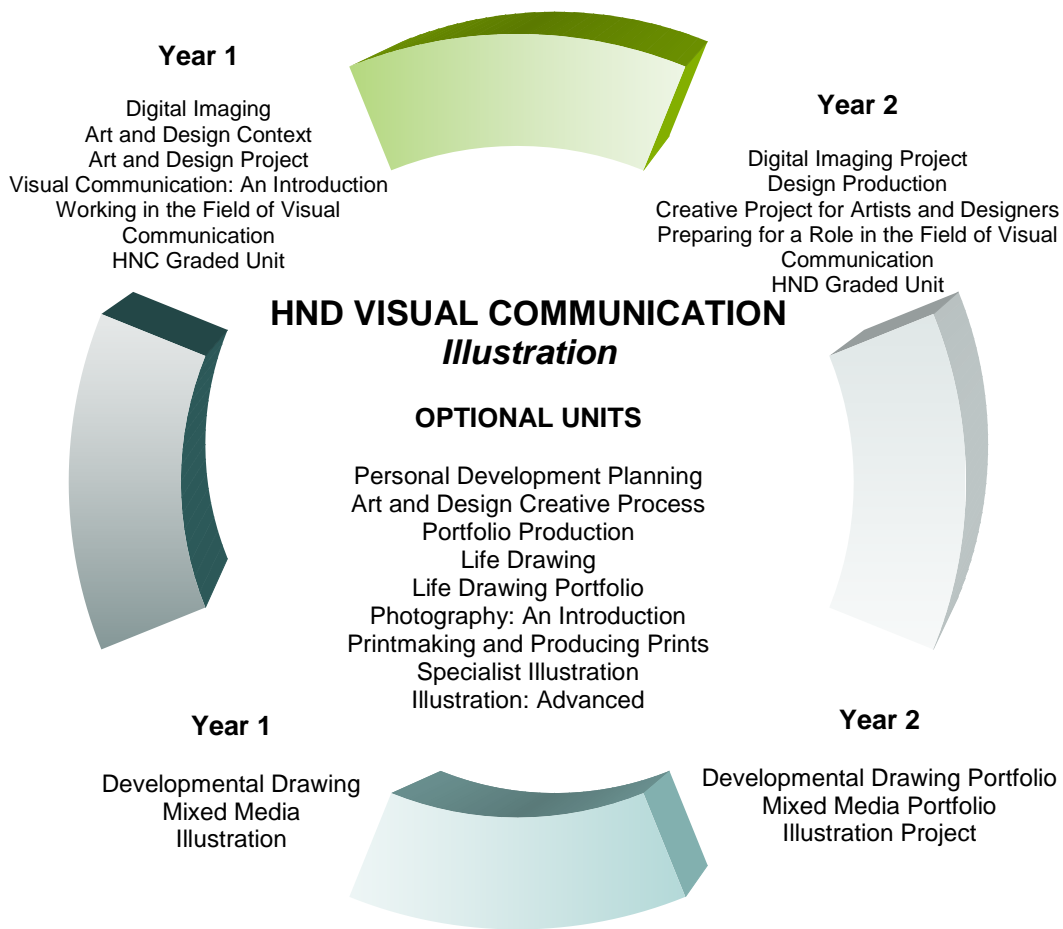 Year 1
Digital Imaging
Art and Design Context
Art and Design Project
Visual Communication: An Introduction
Working in the Field of Visual
Communication
HNC Graded Unit
Year 2
Digital Imaging Project
Design Production
Creative Project for Artists and Designers
Preparing for a Role in the Field of Visual
Communication
HND Graded Unit
HND VISUAL COMMUNICATION
Illustration
OPTIONAL UNITS
Personal Development Planning
Art and Design Creative Process
Portfolio Production
Life Drawing
Life Drawing Portfolio
Photography: An Introduction
Printmaking and Producing Prints
Specialist Illustration
Illustration: Advanced
Year 1
Developmental Drawing
Mixed Media
Illustration
Year 2
Developmental Drawing Portfolio
Mixed Media Portfolio
Illustration Project